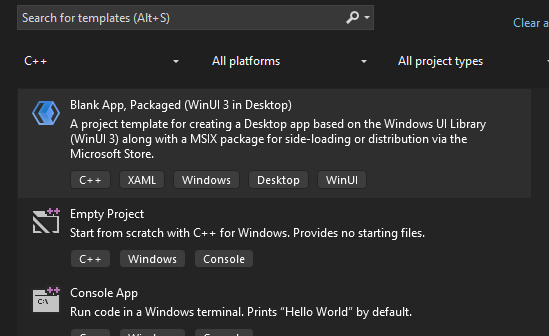 Search for templates (Alt+S)
Clear a
C++
All platforms
All project types
Blank App, Packaged (WinUI 3 in Desktop)
A project template for creating a Desktop app based on the Windows UI Library
(WinUI 3) along with a MSIX package for side-loading or distribution via the
Microsoft Store.
C++ XAML Windows Desktop WinUI
Empty Project
Start from scratch with C++ for Windows. Provides no starting files.
C++ Windows Console
Console App
C:\
Run code in a Windows terminal. Prints "Hello World" by default.
C++ Windows Console